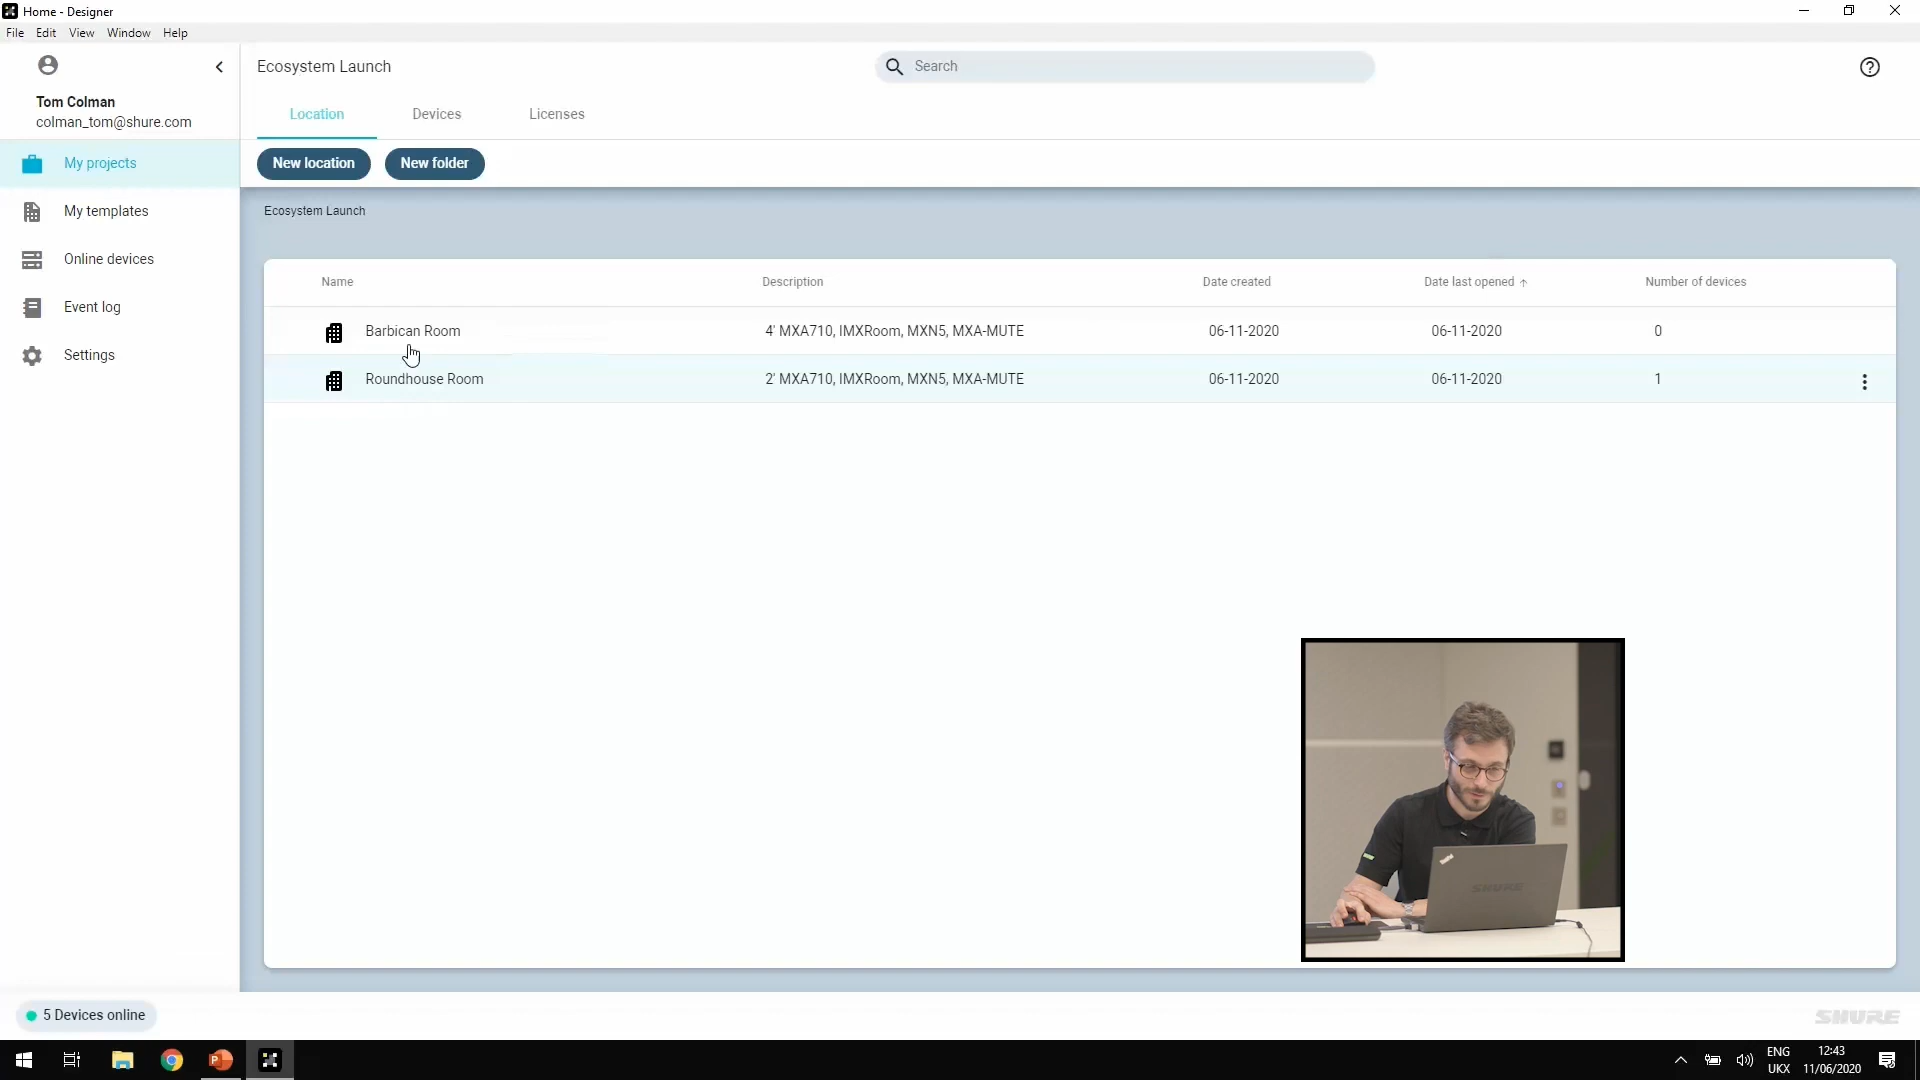 Home - Designer
File Edit View Window Help
Tom Colman
colman_tom@shure.com
My projects
My templates
Online devices
Event log
Settings
Ecosystem Launch
Search
Location Devices Licenses
New location New folder
Ecosystem Launch
Name Description Date created Date last opened ↑ Number of devices
Barbican Room 4' MXA710, IMXRoom, MXN5, MXA-MUTE 06-11-2020 06-11-2020 0
Roundhouse Room 2' MXA710, IMXRoom, MXN5, MXA-MUTE 06-11-2020 06-11-2020 1
SHURE
5 Devices online
SHURE
ENG
UKX
12:43
11/06/2020